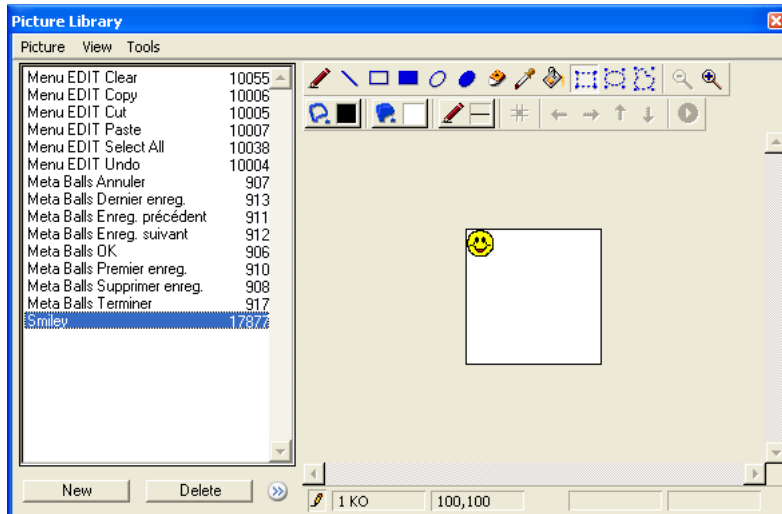 Picture Library
Picture View Tools
Menu EDIT Clear 10055
Menu EDIT Copy 10006
Menu EDIT Cut 10005
Menu EDIT Paste 10007
Menu EDIT Select All 10038
Menu EDIT Undo 10004
Meta Balls Annuler 907
Meta Balls Dernier enreg. 913
Meta Balls Enreg. précédent 911
Meta Balls Enreg. suivant 912
Meta Balls OK 906
Meta Balls Premier enreg. 910
Meta Balls Supprimer enreg. 908
Meta Balls Terminer 917
Smiley 17877
New Delete
1 KO 100,100